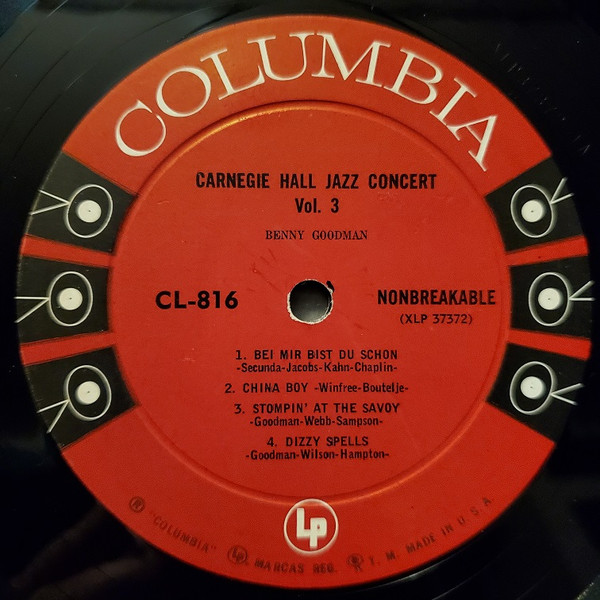 COLUMBIA
CARNEGIE HALL JAZZ CONCERT
Vol. 3
BENNY GOODMAN
CL-816
NONBREAKABLE
(XLP 37372)
1. BEI MIR BIST DU SCHON
-Secunda-Jacobs-Kahn-Chaplin-
2. CHINA BOY -Winfree-Boutelje-
3. STOMPIN' AT THE SAVOY
-Goodman-Webb-Sampson-
4. DIZZY SPELLS
-Goodman-Wilson-Hampton-
Lp
® "COLUMBIA" Lp MARCAS REG. T. M. MADE IN U. S. A.